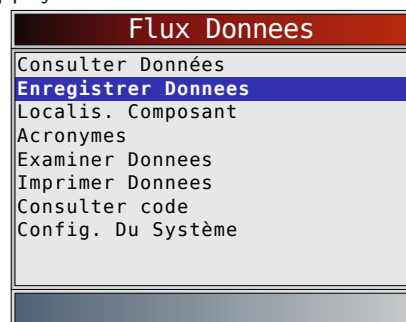 Flux Donnees
Consulter Données
Enregistrer Donnees
Localis. Composant
Acronymes
Examiner Donnees
Imprimer Donnees
Consulter code
Config. Du Système